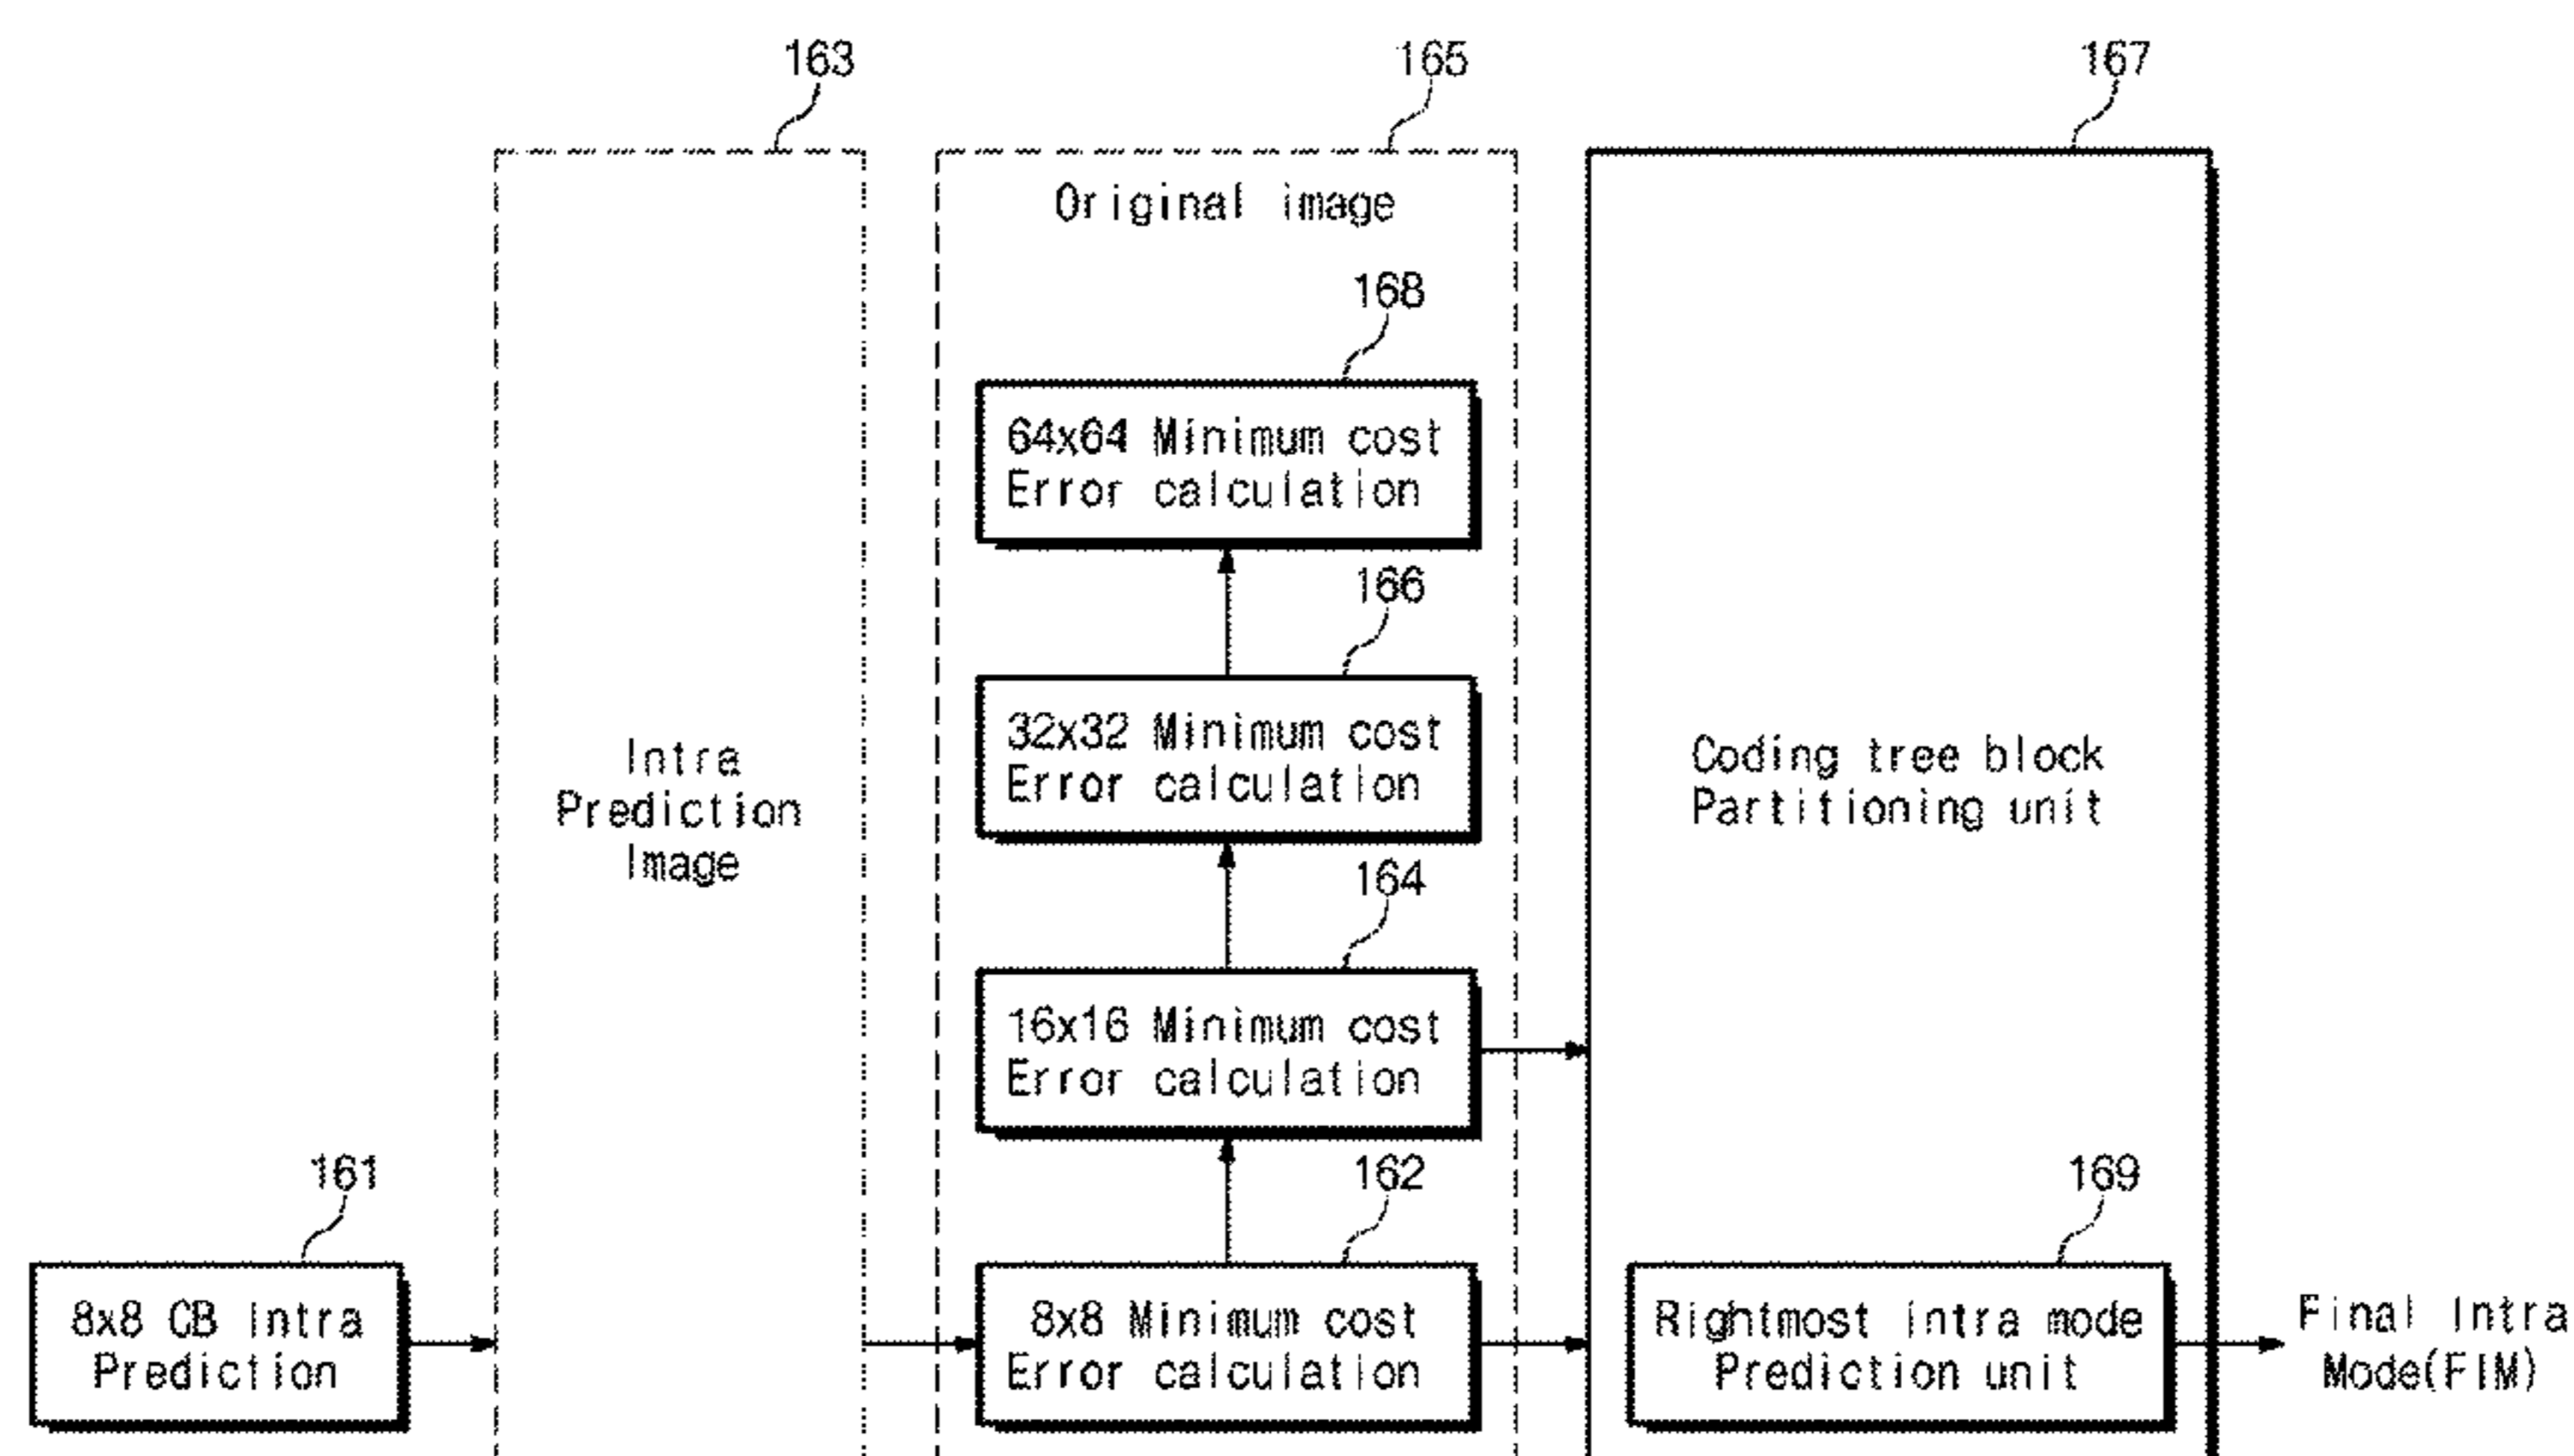 163
165
167
Original image
168
64x64 Minimum cost
Error calculation
166
32x32 Minimum cost
Error calculation
Intra
Prediction
Image
Coding tree block
Partitioning unit
164
16x16 Minimum cost
Error calculation
161
162
169
8x8 CB Intra
Prediction
8x8 Minimum cost
Error calculation
Rightmost intra mode
Prediction unit
Final Intra
Mode(FIM)